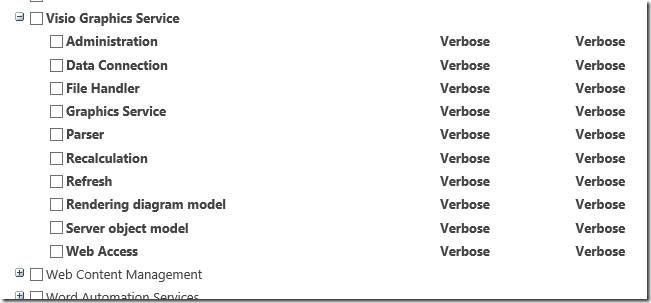 Visio Graphics Service
Administration Verbose Verbose
Data Connection Verbose Verbose
File Handler Verbose Verbose
Graphics Service Verbose Verbose
Parser Verbose Verbose
Recalculation Verbose Verbose
Refresh Verbose Verbose
Rendering diagram model Verbose Verbose
Server object model Verbose Verbose
Web Access Verbose Verbose
Web Content Management
Word Automation Services